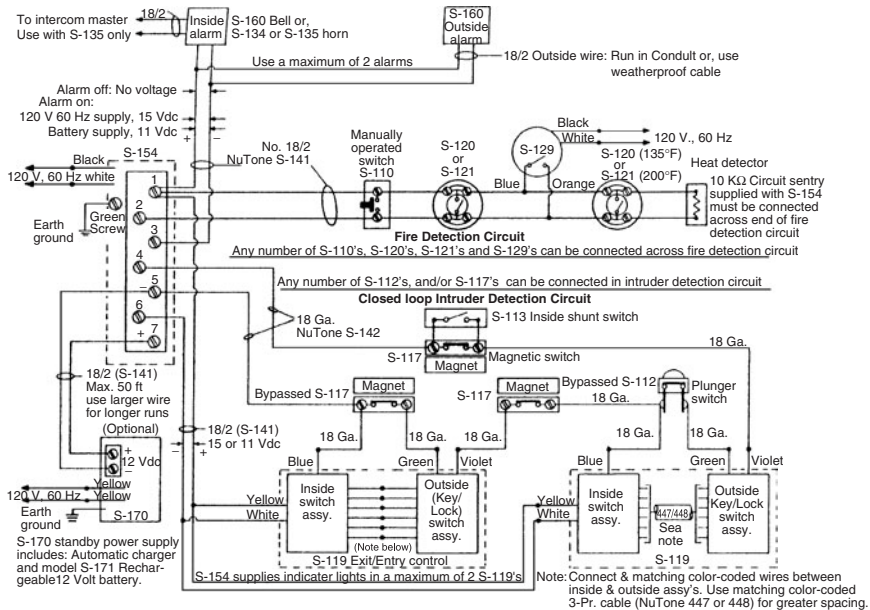 To intercom master
Use with S-135 only
18/2
Inside
alarm
S-160 Bell or,
S-134 or S-135 horn
S-160
Outside
alarm
18/2 Outside wire: Run in Condult or, use
weatherproof cable
Use a maximum of 2 alarms
Alarm off: No voltage
Alarm on:
120 V 60 Hz supply, 15 Vdc
Battery supply, 11 Vdc
+ −
S-154
Black
120 V, 60 Hz white
Green
Screw
Earth
ground
1
2
3
4
− 5
6
+ 7
No. 18/2
NuTone S-141
Manually
operated
switch
S-110
S-120
or
S-121
S-129
Black
White
120 V., 60 Hz
Blue
Orange
S-120 (135°F)
or
S-121 (200°F)
Heat detector
10 KΩ Circuit sentry
supplied with S-154
must be connected
across end of fire
detection circuit
Fire Detection Circuit
Any number of S-110's, S-120's, S-121's and S-129's can be connected across fire detection circuit
Any number of S-112's, and/or S-117's can be connected in intruder detection circuit
Closed loop Intruder Detection Circuit
18 Ga.
NuTone S-142
S-113 Inside shunt switch
S-117
Magnetic switch
Magnet
18 Ga.
18/2 (S-141)
Max. 50 ft
use larger wire
for longer runs
(Optional)
Bypassed S-117
Magnet
S-117
Magnet
Bypassed S-112
18 Ga.
Plunger
switch
18/2 (S-141)
15 or 11 Vdc
− +
18 Ga.
18 Ga.
18 Ga.
18 Ga.
18 Ga.
+
12 Vdc
−
Yellow
120 V, 60 Hz
Yellow
Earth
ground
S-170
Blue
Green
Violet
Yellow
White
Inside
switch
assy.
Outside
(Key/
Lock)
switch
assy.
(Note below)
S-119 Exit/Entry control
Blue
Green
Violet
Yellow
White
Inside
switch
assy.
447/448
Sea
note
Outside
Key/Lock
switch
assy.
S-119
S-170 standby power supply
includes: Automatic charger
and model S-171 Rechar-
geable12 Volt battery.
S-154 supplies indicater lights in a maximum of 2 S-119's
Note: Connect & matching color-coded wires between
inside & outside assy's. Use matching color-coded
3-Pr. cable (NuTone 447 or 448) for greater spacing.